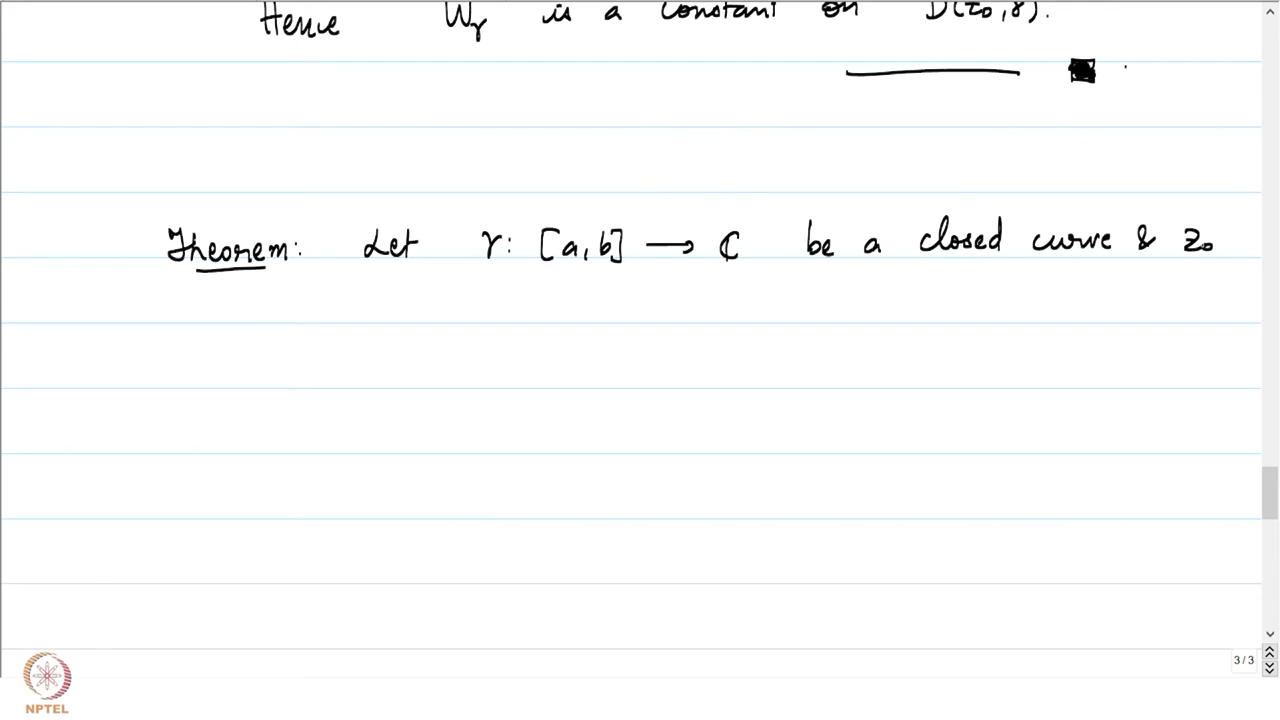 Hence W_γ is a constant on D(z₀, r).
Theorem: Let γ: [a, b] ⟶ ℂ be a closed curve & z₀
3 / 3
NPTEL